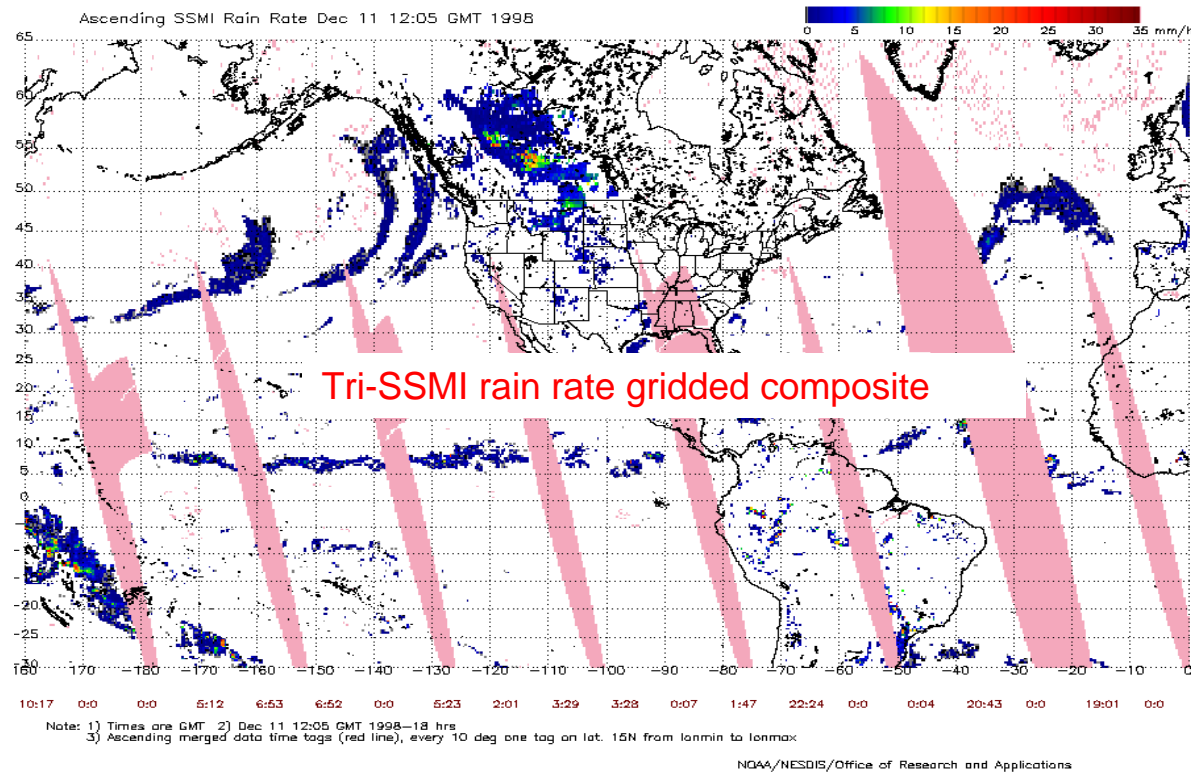 Ascending SSMI Rain Rate Dec 11 12:05 GMT 1998
0 5 10 15 20 25 30 35 mm/h
65
60
55
50
45
40
35
30
25
Tri-SSMI rain rate gridded composite
20
15
10
5
0
-20
-25
-30
160 -170 180 -170 -160 -150 -140 -130 -120 -110 -100 -90 -80 -70 -60 -50 -40 -30 -20 -10 0
10:17 0:0 0:0 5:12 6:53 6:52 0:0 5:23 2:01 3:29 3:28 0:07 1:47 22:24 0:0 0:04 20:43 0:0 19:01 0:0
Note: 1) Times are GMT 2) Dec 11 12:05 GMT 1998-18 hrs
3) Ascending merged data time tags (red line), every 10 deg one tag on lat. 15N from lonmin to lonmax
NOAA/NESDIS/Office of Research and Applications